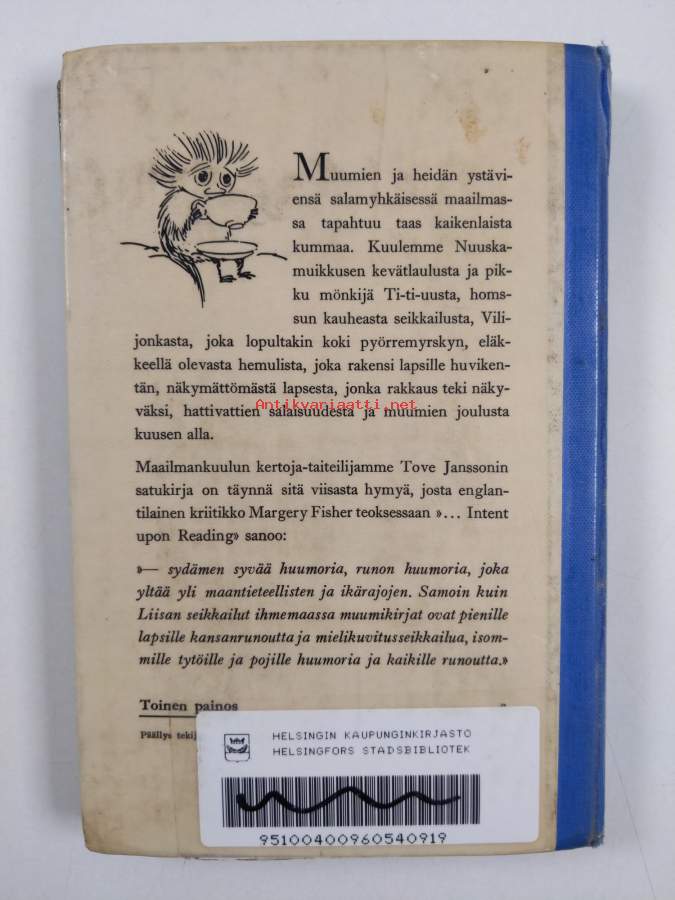 Muumien ja heidän ystävi-
ensä salamyhkäisessä maailmas-
sa tapahtuu taas kaikenlaista
kummaa. Kuulemme Nuuska-
muikkusen kevätlaulusta ja pik-
ku mönkijä Ti-ti-uusta, homs-
sun kauheasta seikkailusta, Vili-
jonkasta, joka lopultakin koki pyörremyrskyn, eläk-
keellä olevasta hemulista, joka rakensi lapsille huviken-
tän, näkymättömästä lapsesta, jonka rakkaus teki näky-
väksi, hattivattien salaisuudesta ja muumien joulusta
Antikvariaatti.net
kuusen alla.
Maailmankuulun kertoja-taiteilijamme Tove Janssonin
satukirja on täynnä sitä viisasta hymyä, josta englan-
tilainen kriitikko Margery Fisher teoksessaan »... Intent
upon Reading» sanoo:
»— sydämen syvää huumoria, runon huumoria, joka
yltää yli maantieteellisten ja ikärajojen. Samoin kuin
Liisan seikkailut ihmemaassa muumikirjat ovat pienille
lapsille kansanrunoutta ja mielikuvitusseikkailua, isom-
mille tytöille ja pojille huumoria ja kaikille runoutta.»
Toinen painos
Päällys
HELSINGIN KAUPUNGINKIRJASTO
HELSINGFORS STADSBIBLIOTEK
95100400960540919